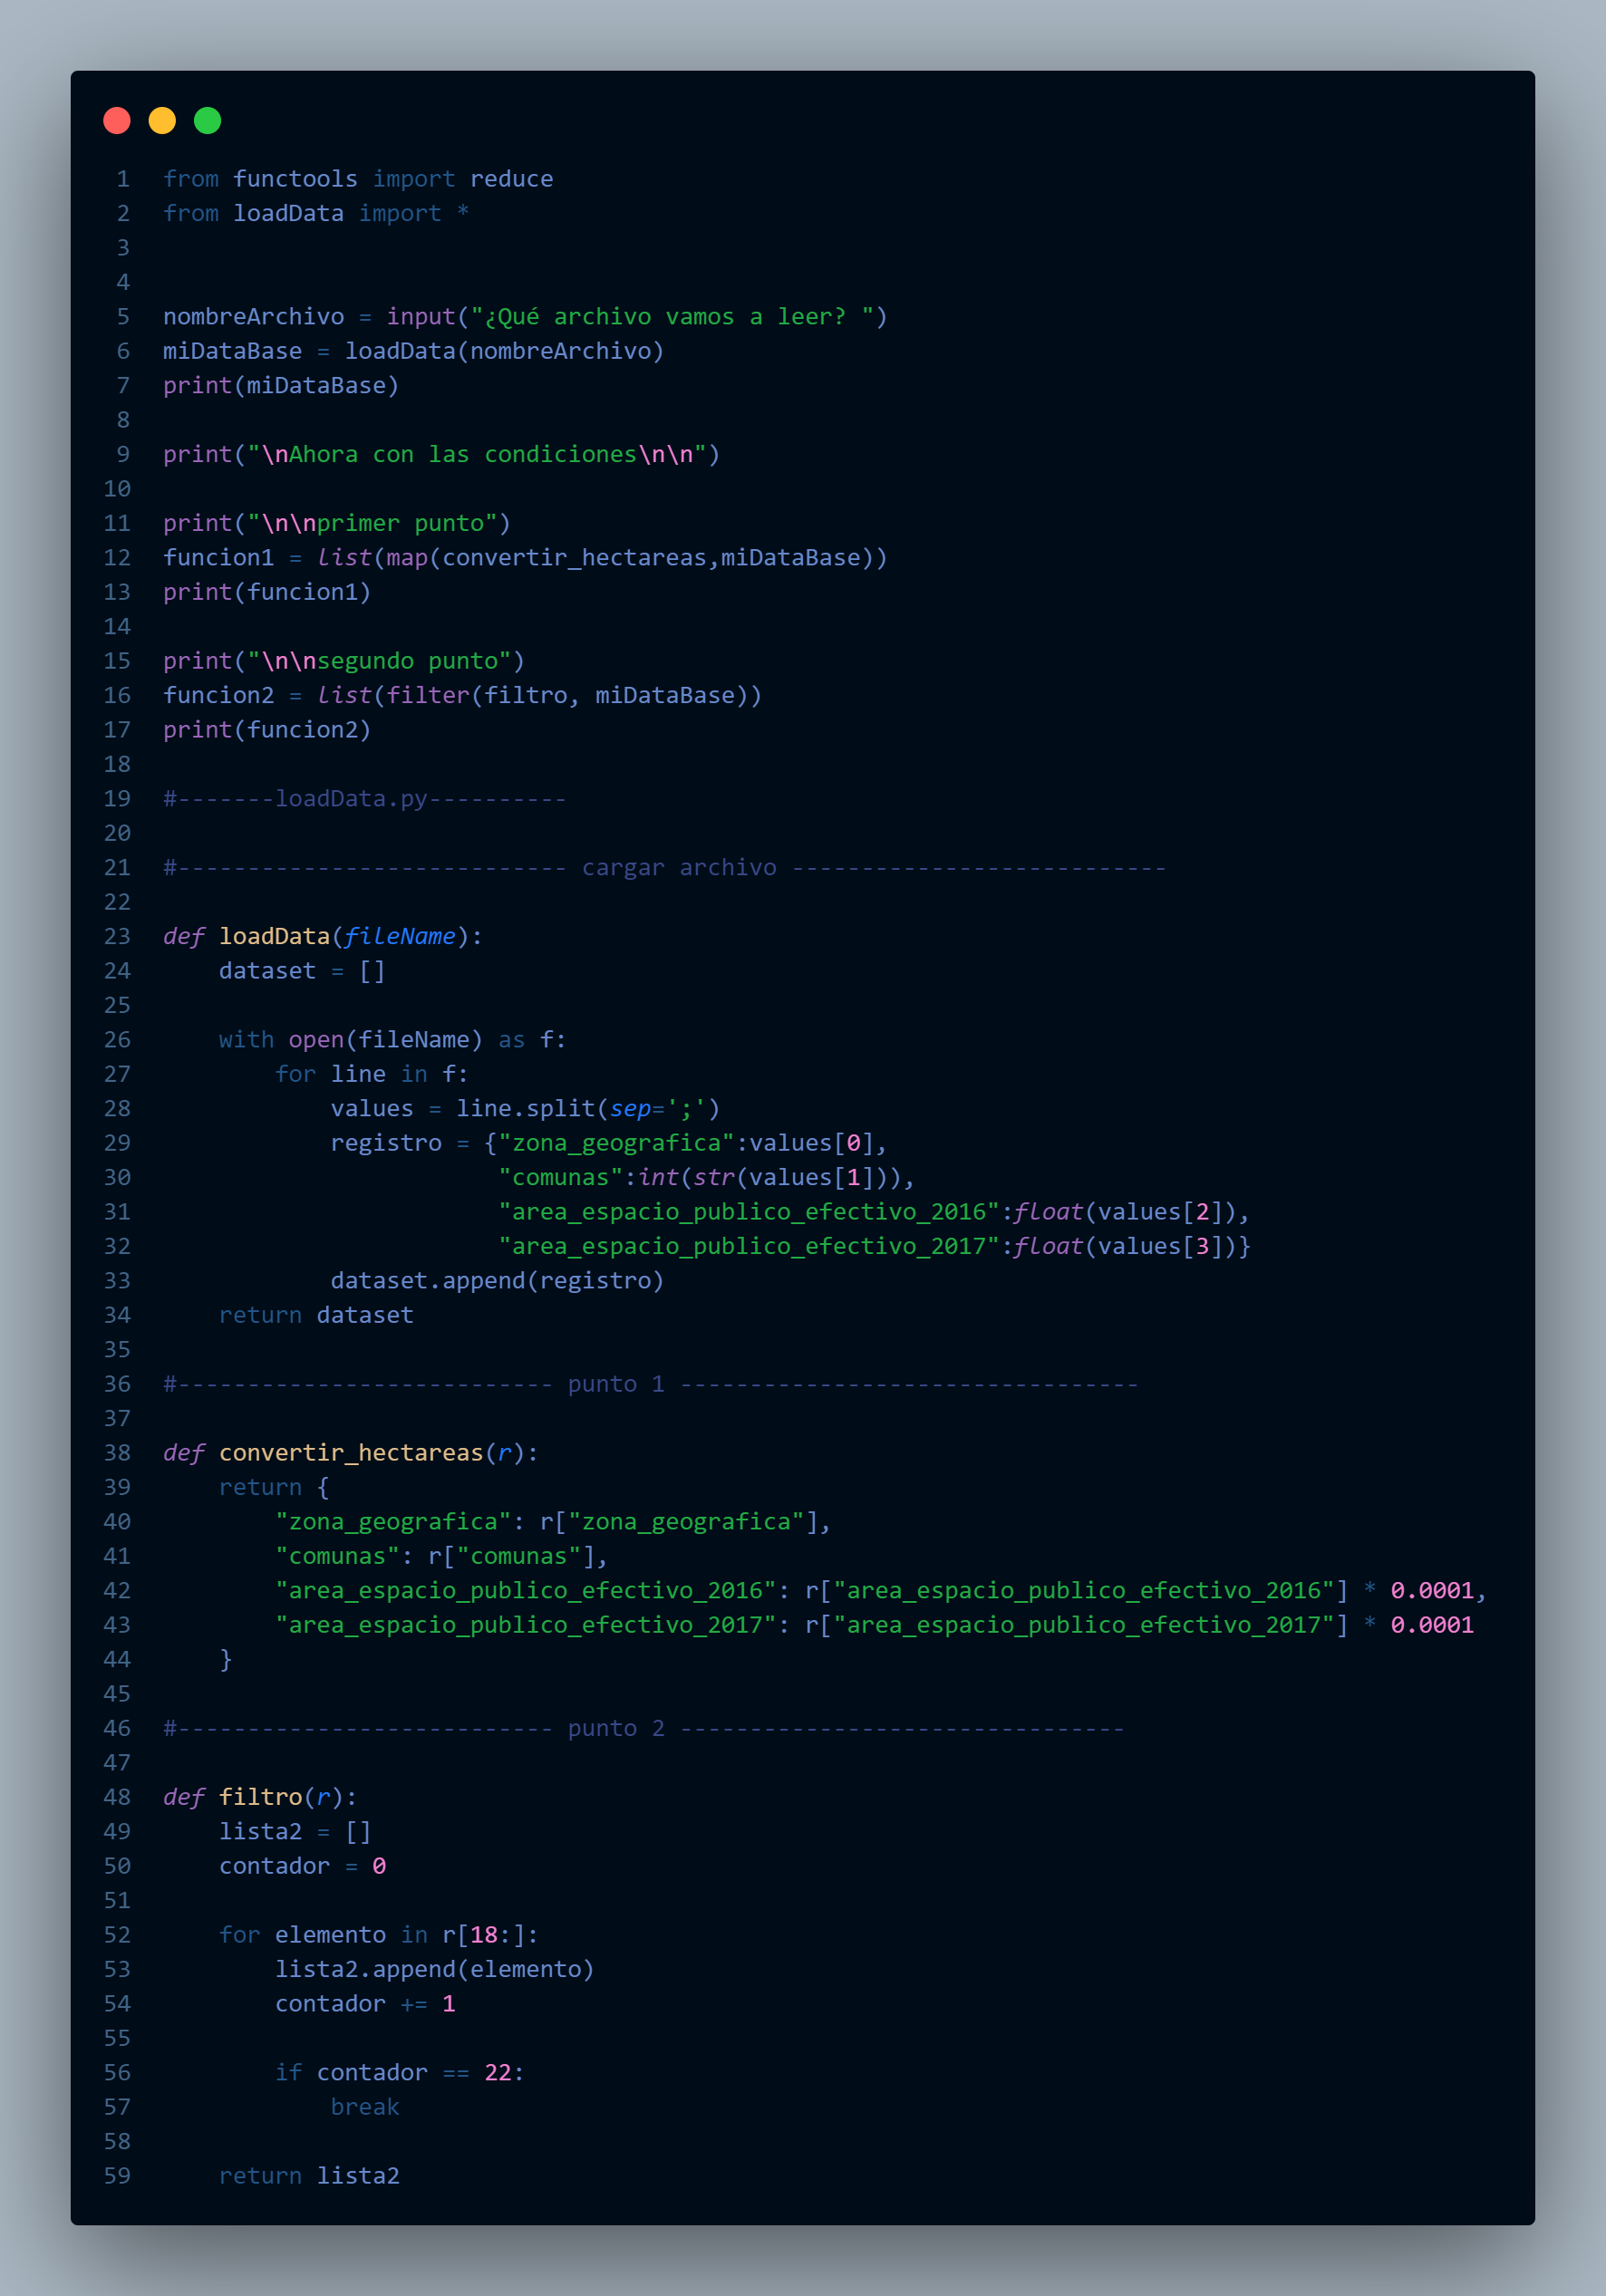 1 from functools import reduce
2 from loadData import *
3
4
5 nombreArchivo = input("¿Qué archivo vamos a leer? ")
6 miDataBase = loadData(nombreArchivo)
7 print(miDataBase)
8
9 print("\nAhora con las condiciones\n\n")
10
11 print("\n\nprimer punto")
12 funcion1 = list(map(convertir_hectareas,miDataBase))
13 print(funcion1)
14
15 print("\n\nsegundo punto")
16 funcion2 = list(filter(filtro, miDataBase))
17 print(funcion2)
18
19 #-------loadData.py----------
20
21 #---------------------------- cargar archivo ---------------------------
22
23 def loadData(fileName):
24     dataset = []
25
26     with open(fileName) as f:
27         for line in f:
28             values = line.split(sep=';')
29             registro = {"zona_geografica":values[0],
30                         "comunas":int(str(values[1])),
31                         "area_espacio_publico_efectivo_2016":float(values[2]),
32                         "area_espacio_publico_efectivo_2017":float(values[3])}
33             dataset.append(registro)
34     return dataset
35
36 #--------------------------- punto 1 ---------------------------------
37
38 def convertir_hectareas(r):
39     return {
40         "zona_geografica": r["zona_geografica"],
41         "comunas": r["comunas"],
42         "area_espacio_publico_efectivo_2016": r["area_espacio_publico_efectivo_2016"] * 0.0001,
43         "area_espacio_publico_efectivo_2017": r["area_espacio_publico_efectivo_2017"] * 0.0001
44     }
45
46 #--------------------------- punto 2 --------------------------------
47
48 def filtro(r):
49     lista2 = []
50     contador = 0
51
52     for elemento in r[18:]:
53         lista2.append(elemento)
54         contador += 1
55
56         if contador == 22:
57             break
58
59     return lista2